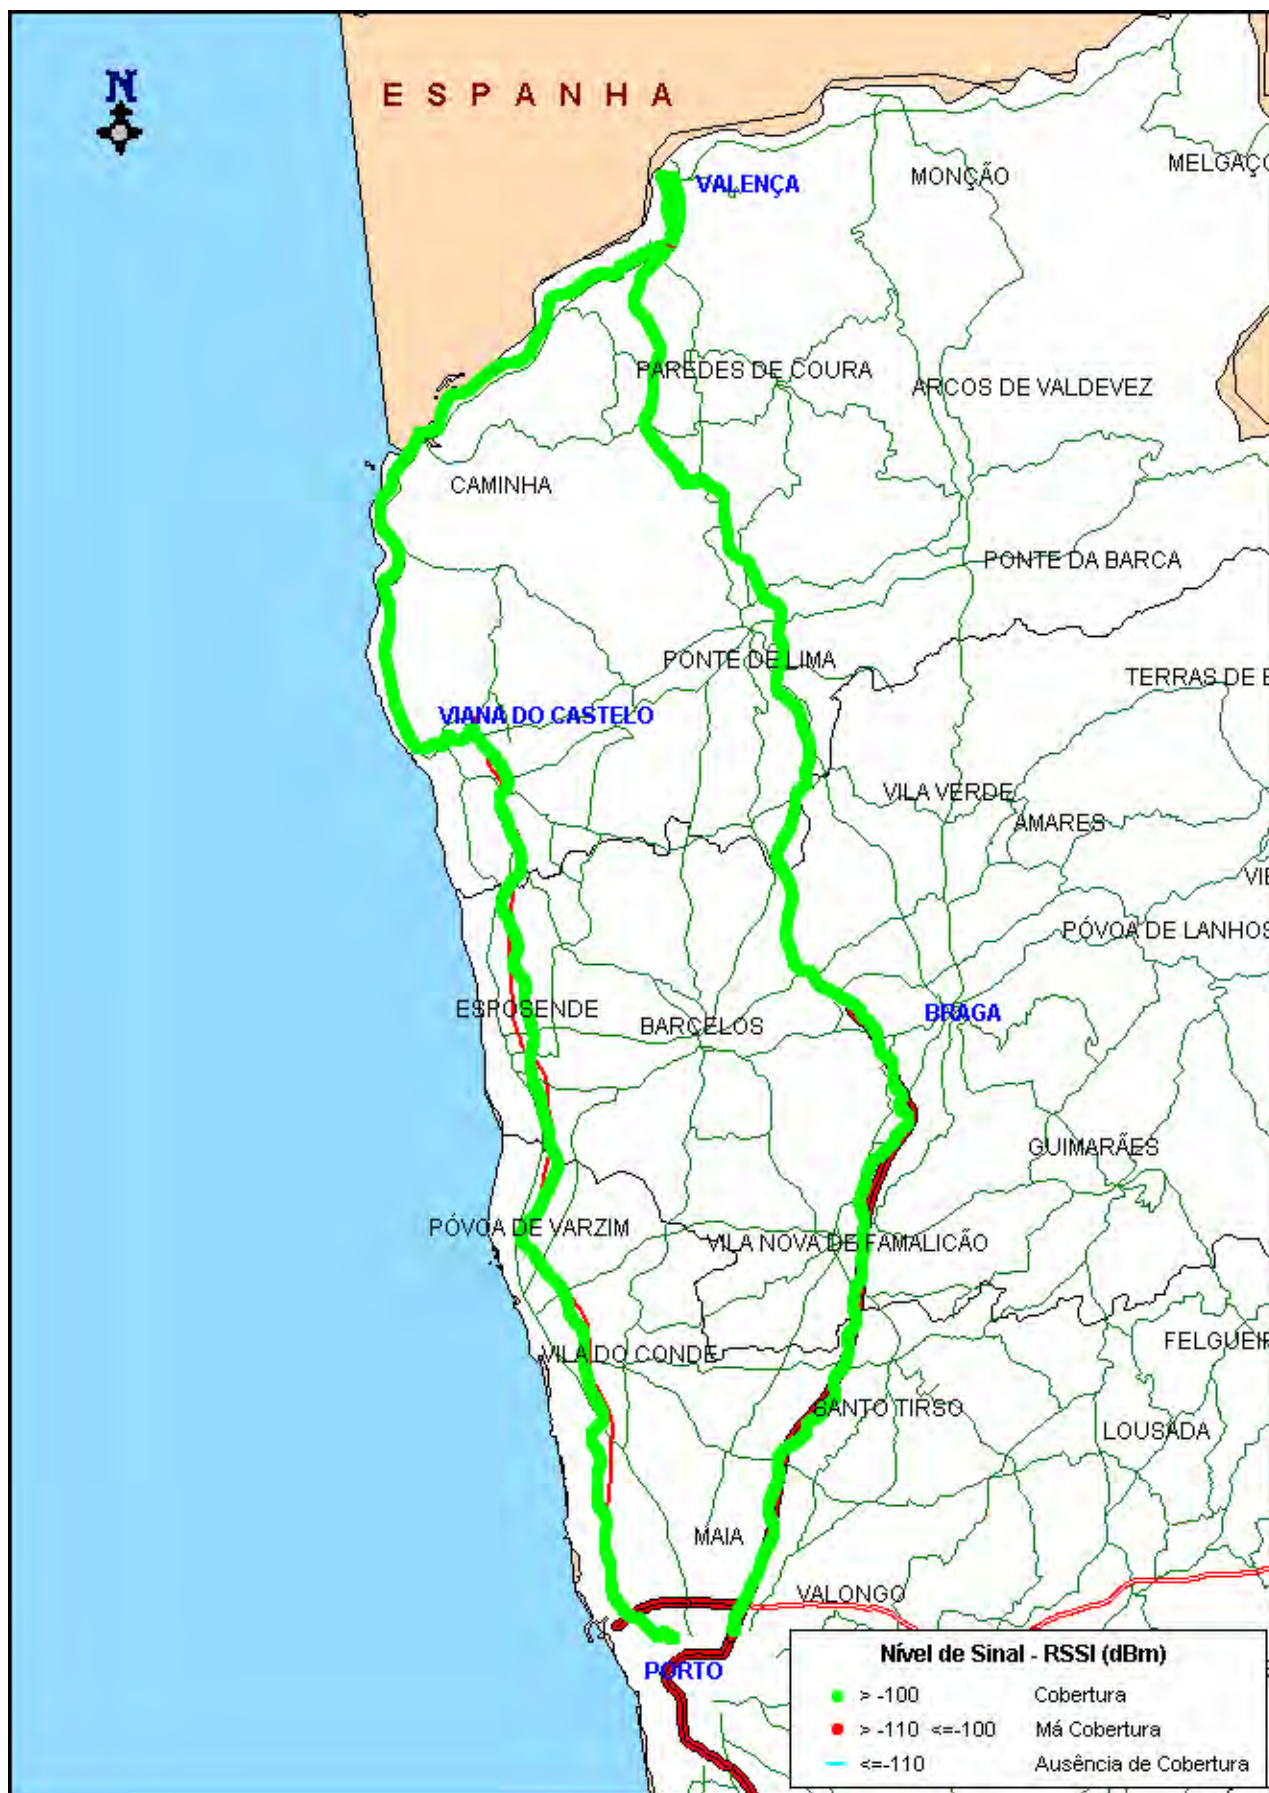 N
ESPANHA
VALENÇA
MONÇÃO
MELGAÇO
PAREDES DE COURA
ARCOS DE VALDEVEZ
CAMINHA
PONTE DA BARCA
PONTE DE LIMA
TERRAS DE B
VIANA DO CASTELO
VILA VERDE
AMARES
VIE
PÓVOA DE LANHOS
ESPOSENDE
BARCELOS
BRAGA
GUIMARÃES
PÓVOA DE VARZIM
VILA NOVA DE FAMALICÃO
VILA DO CONDE
FELGUEIR
SANTO TIRSO
LOUSADA
MAIA
VALONGO
PORTO
Nível de Sinal - RSSI (dBm)
> -100 Cobertura
> -110 <=-100 Má Cobertura
<=-110 Ausência de Cobertura